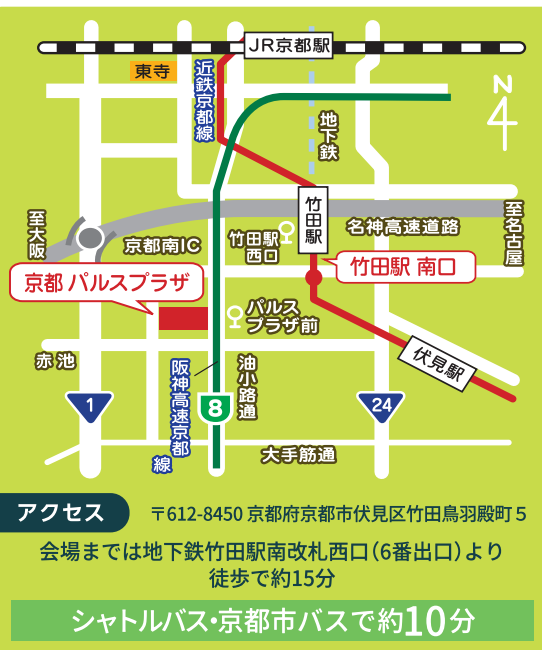 JR京都駅
東寺
近鉄京都線
地下鉄
N
竹田駅
至大阪
京都南IC
竹田駅
西口
名神高速道路
至名古屋
京都 パルスプラザ
竹田駅 南口
パルス
プラザ前
赤池
伏見駅
阪神高速京都線
油小路通
1
8
24
大手筋通
アクセス
〒612-8450 京都府京都市伏見区竹田鳥羽殿町5
会場までは地下鉄竹田駅南改札西口(6番出口)より
徒歩で約15分
シャトルバス・京都市バスで約10分